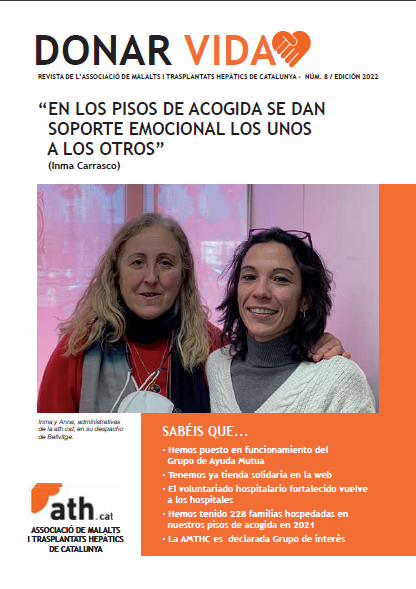 DONAR VIDA
REVISTA DE L'ASSOCIACIÓ DE MALALTS I TRASPLANTATS HEPÀTICS DE CATALUNYA - NÚM. 8 / EDICIÓN 2022
"EN LOS PISOS DE ACOGIDA SE DAN
SOPORTE EMOCIONAL LOS UNOS
A LOS OTROS"
(Inma Carrasco)
Inma y Anna, administrativas
de la ath.cat, en su despacho
de Bellvitge.
SABÉIS QUE...
· Hemos puesto en funcionamiento del
Grupo de Ayuda Mutua
· Tenemos ya tienda solidaria en la web
· El voluntariado hospitalario fortalecido vuelve
a los hospitales
· Hemos tenido 228 familias hospedadas en
nuestros pisos de acogida en 2021
· La AMTHC es declarada Grupo de interès
ath.cat
ASSOCIACIÓ DE MALALTS
I TRASPLANTATS HEPÀTICS
DE CATALUNYA